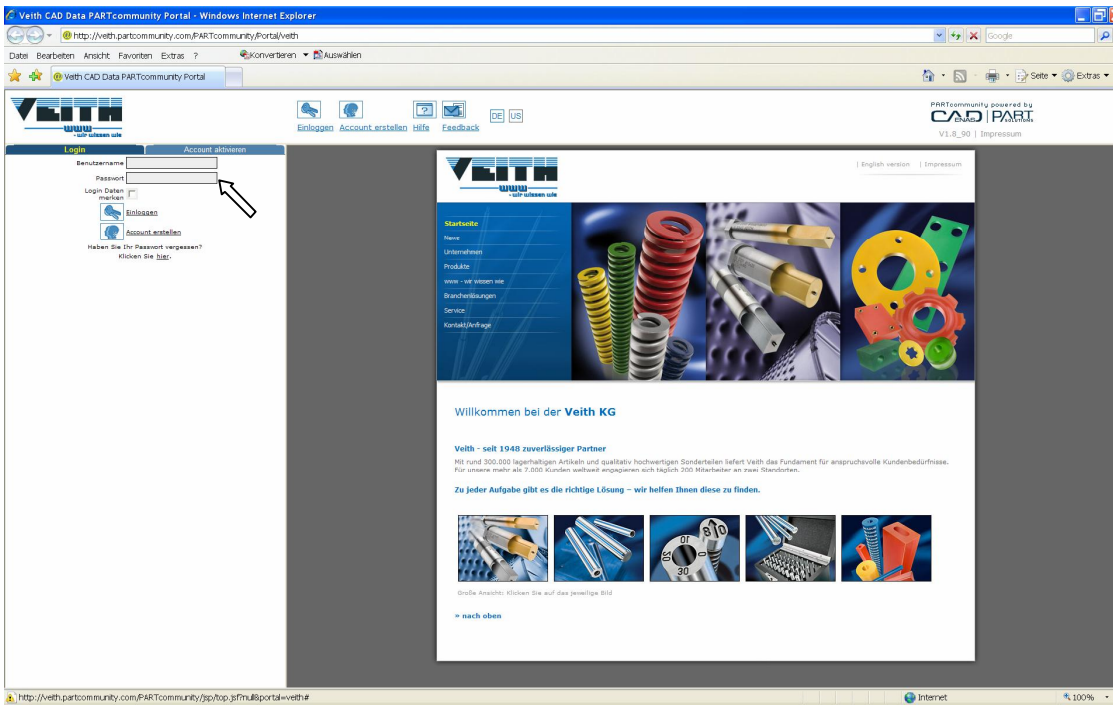 Veith CAD Data PARTcommunity Portal - Windows Internet Explorer
http://veith.partcommunity.com/PARTcommunity/Portal/veith
Google
Datei Bearbeiten Ansicht Favoriten Extras ?
Konvertieren Auswählen
Veith CAD Data PARTcommunity Portal
Seite Extras
VEITH
www
- wir wissen wie
Einloggen Account erstellen Hilfe Feedback DE US
PARTcommunity powered by
CADENAS PARTSOLUTIONS
V1.8_90 | Impressum
Login Account aktivieren
Benutzername
Passwort
Login Daten
merken
Einloggen
Account erstellen
Haben Sie Ihr Passwort vergessen?
Klicken Sie hier.
VEITH
www
- wir wissen wie
| English version | Impressum
Startseite
News
Unternehmen
Produkte
www - wir wissen wie
Branchenlösungen
Service
Kontakt/Anfrage
Willkommen bei der Veith KG
Veith - seit 1948 zuverlässiger Partner
Mit rund 300.000 lagerhaltigen Artikeln und qualitativ hochwertigen Sonderteilen liefert Veith das Fundament für anspruchsvolle Kundenbedürfnisse.
Für unsere mehr als 7.000 Kunden weltweit engagieren sich täglich 200 Mitarbeiter an zwei Standorten.
Zu jeder Aufgabe gibt es die richtige Lösung – wir helfen Ihnen diese zu finden.
Große Ansicht: Klicken Sie auf das jeweilige Bild
» nach oben
http://veith.partcommunity.com/PARTcommunity/jsp/top.jsf?null&portal=veith#
Internet
100%